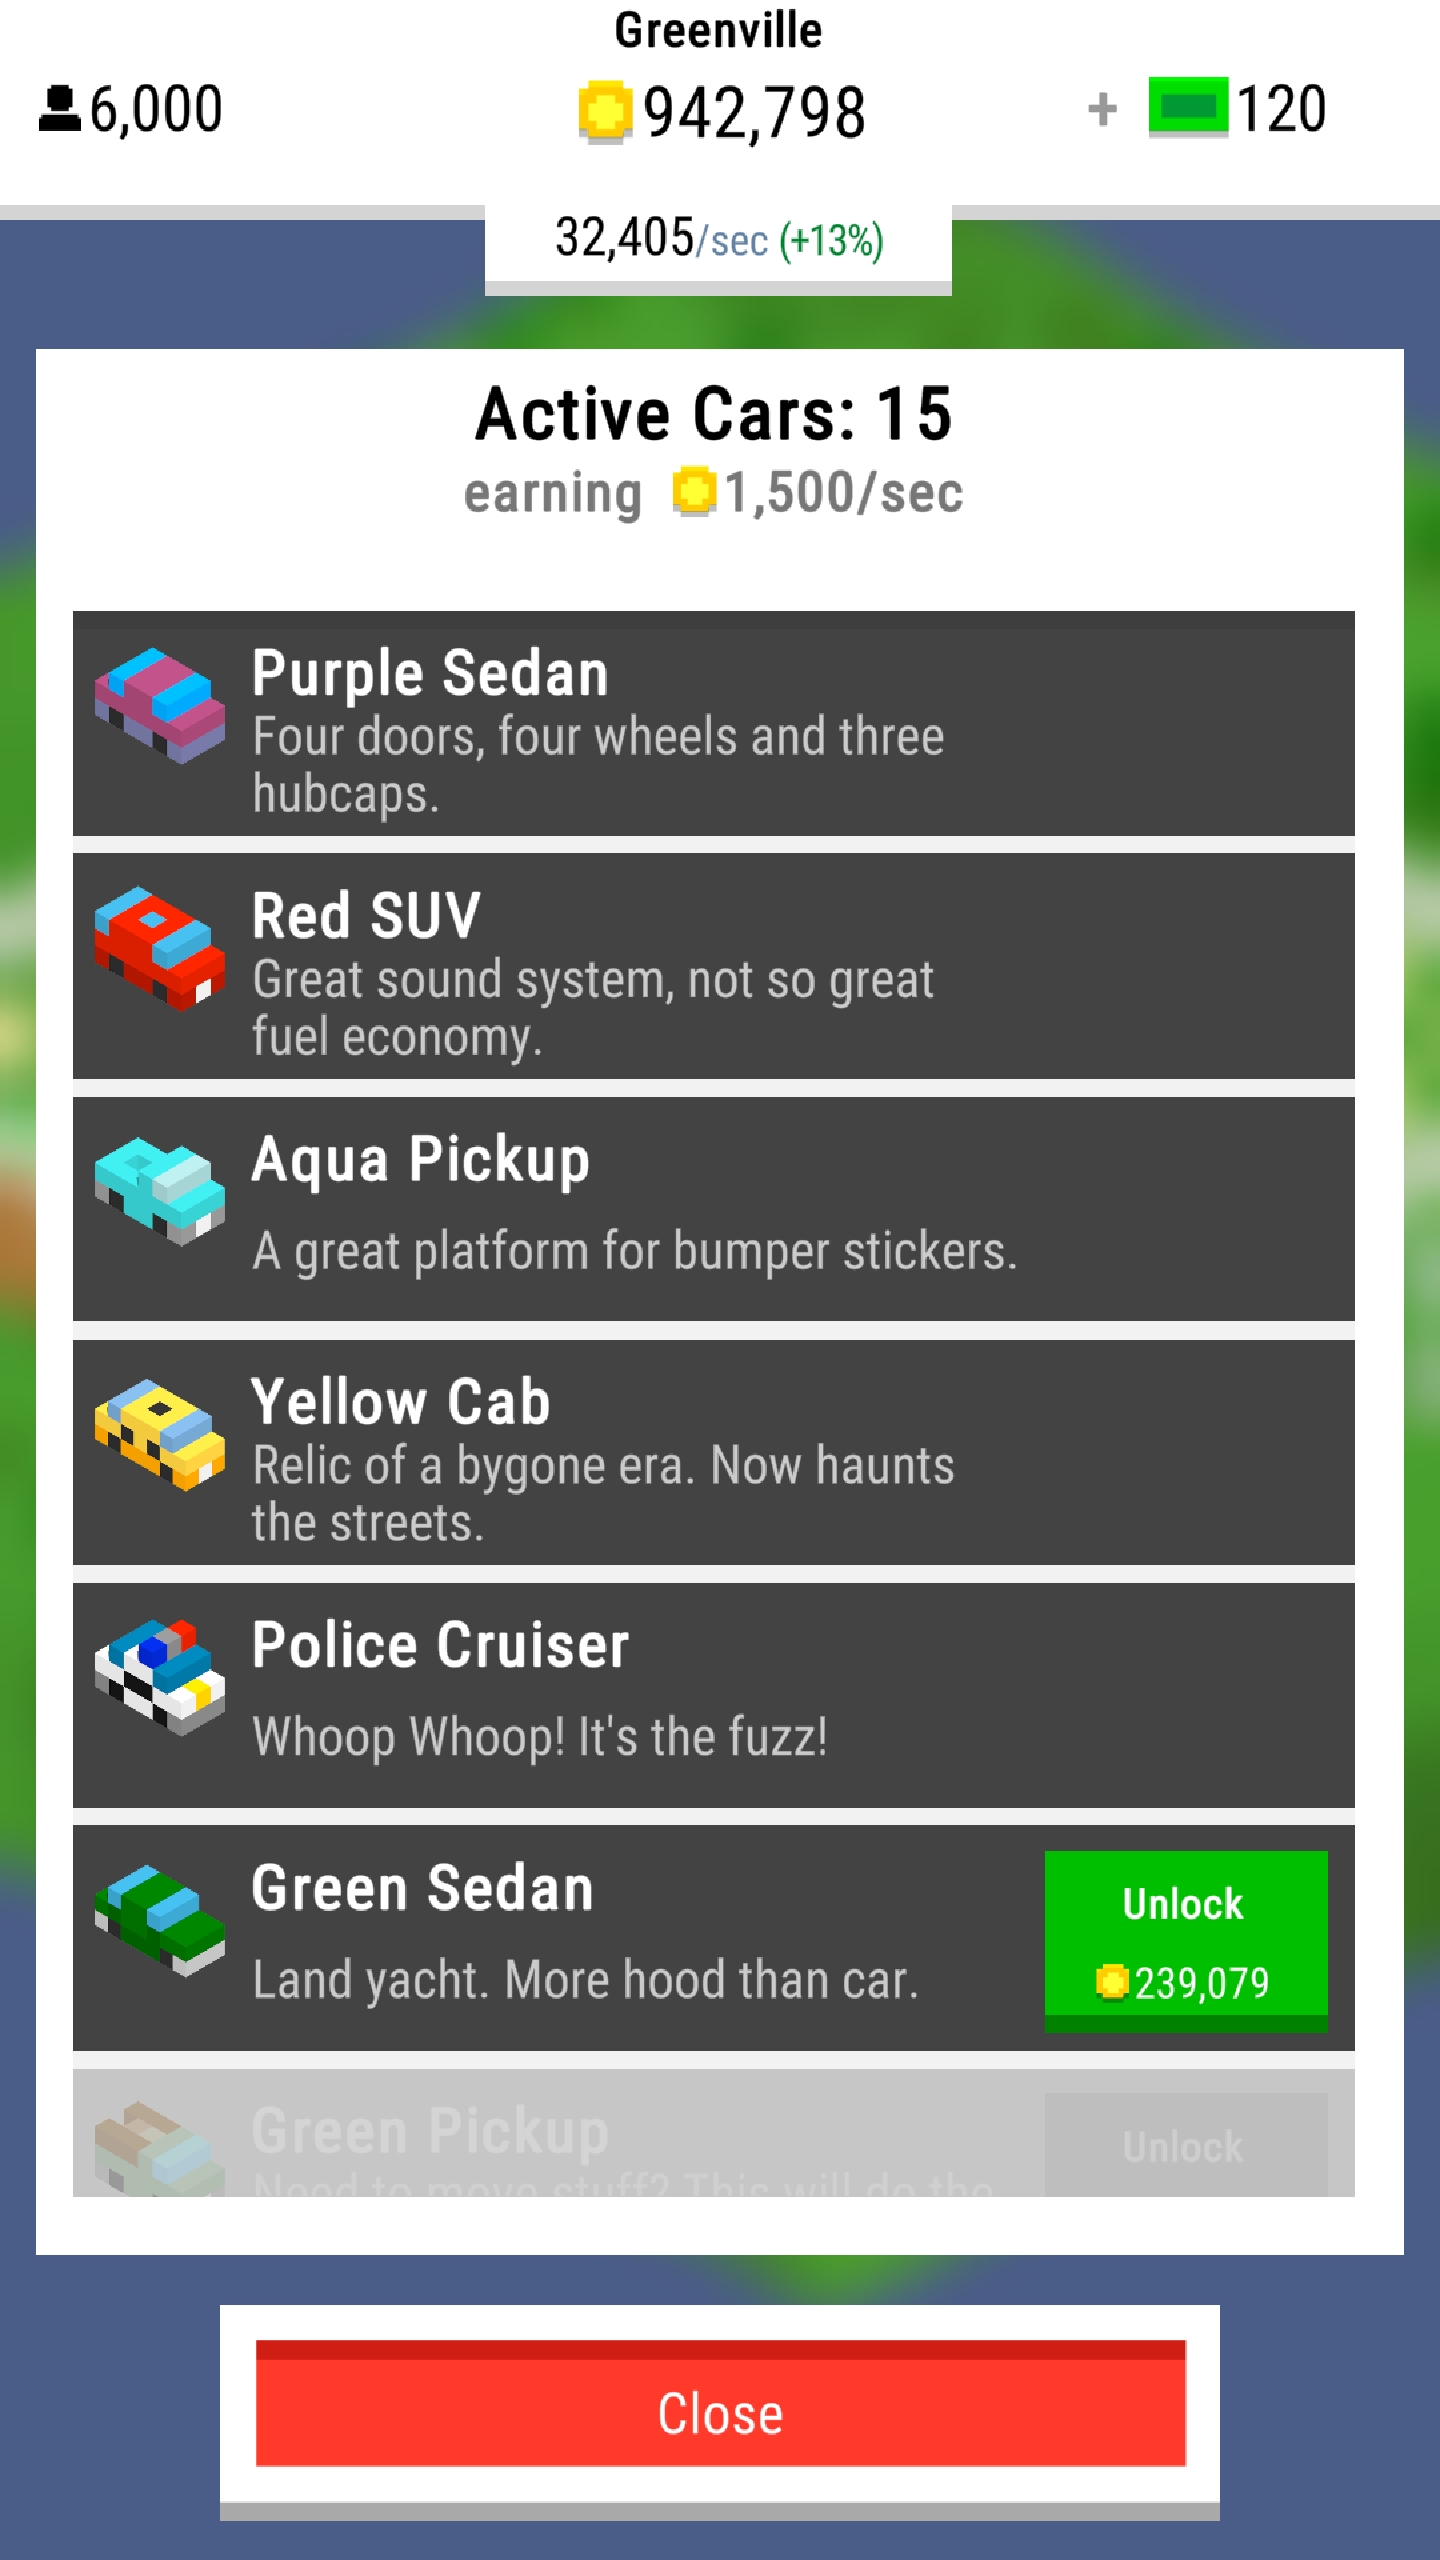 Greenville
6,000
942,798
+ 120
32,405/sec (+13%)
Active Cars: 15
earning 1,500/sec
Purple Sedan
Four doors, four wheels and three
hubcaps.
Red SUV
Great sound system, not so great
fuel economy.
Aqua Pickup
A great platform for bumper stickers.
Yellow Cab
Relic of a bygone era. Now haunts
the streets.
Police Cruiser
Whoop Whoop! It's the fuzz!
Green Sedan
Land yacht. More hood than car.
Unlock
239,079
Green Pickup
Need to move stuff? This will do the
Unlock
Close